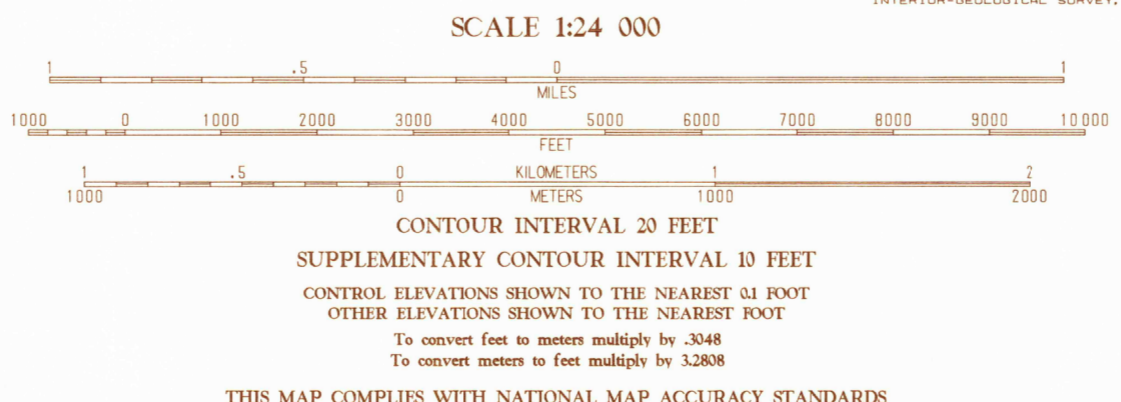 INTERIOR-GEOLOGICAL SURVEY,
SCALE 1:24 000
1 .5 0 1
MILES
1000 0 1000 2000 3000 4000 5000 6000 7000 8000 9000 10 000
FEET
1 .5 0 KILOMETERS 1 2
1000 0 METERS 1000 2000
CONTOUR INTERVAL 20 FEET
SUPPLEMENTARY CONTOUR INTERVAL 10 FEET
CONTROL ELEVATIONS SHOWN TO THE NEAREST 0.1 FOOT
OTHER ELEVATIONS SHOWN TO THE NEAREST FOOT
To convert feet to meters multiply by .3048
To convert meters to feet multiply by 3.2808
THIS MAP COMPLIES WITH NATIONAL MAP ACCURACY STANDARDS